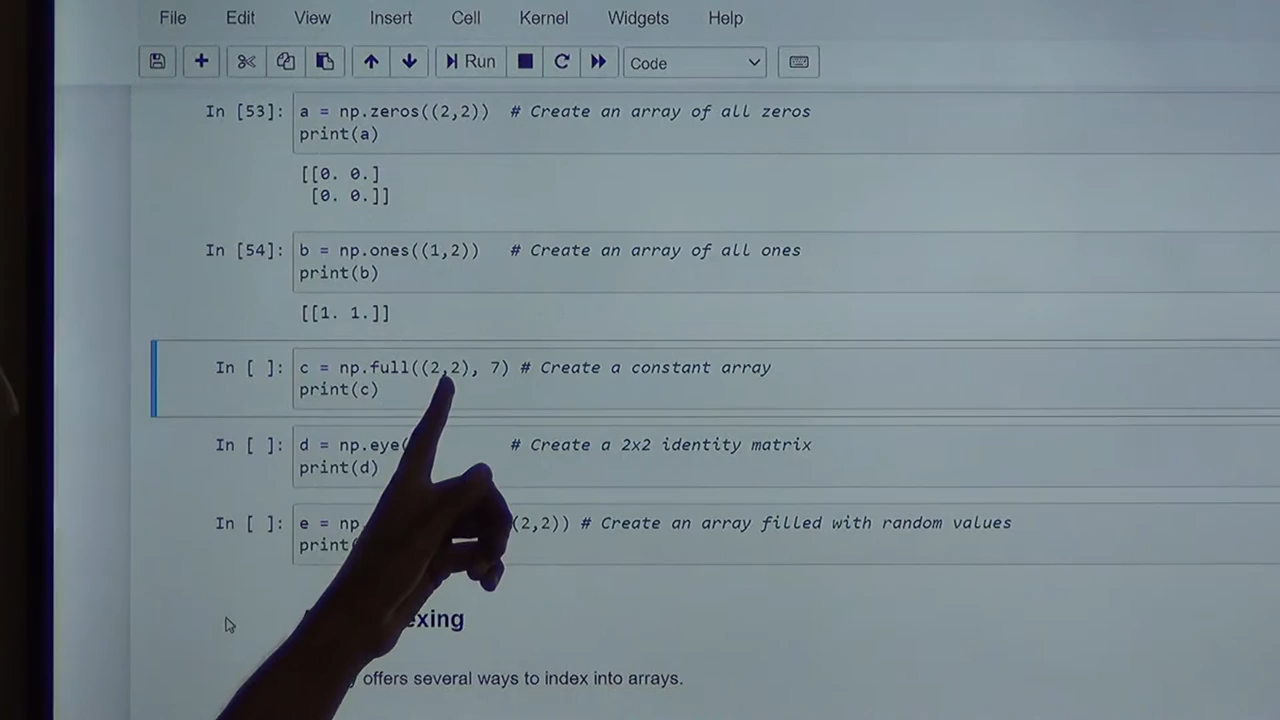 File Edit View Insert Cell Kernel Widgets Help
Run Code
In [53]: a = np.zeros((2,2)) # Create an array of all zeros
print(a)
[[0. 0.]
[0. 0.]]
In [54]: b = np.ones((1,2)) # Create an array of all ones
print(b)
[[1. 1.]]
In [ ]: c = np.full((2,2), 7) # Create a constant array
print(c)
In [ ]: d = np.eye( # Create a 2x2 identity matrix
print(d)
In [ ]: e = np. (2,2)) # Create an array filled with random values
print(
offers several ways to index into arrays.